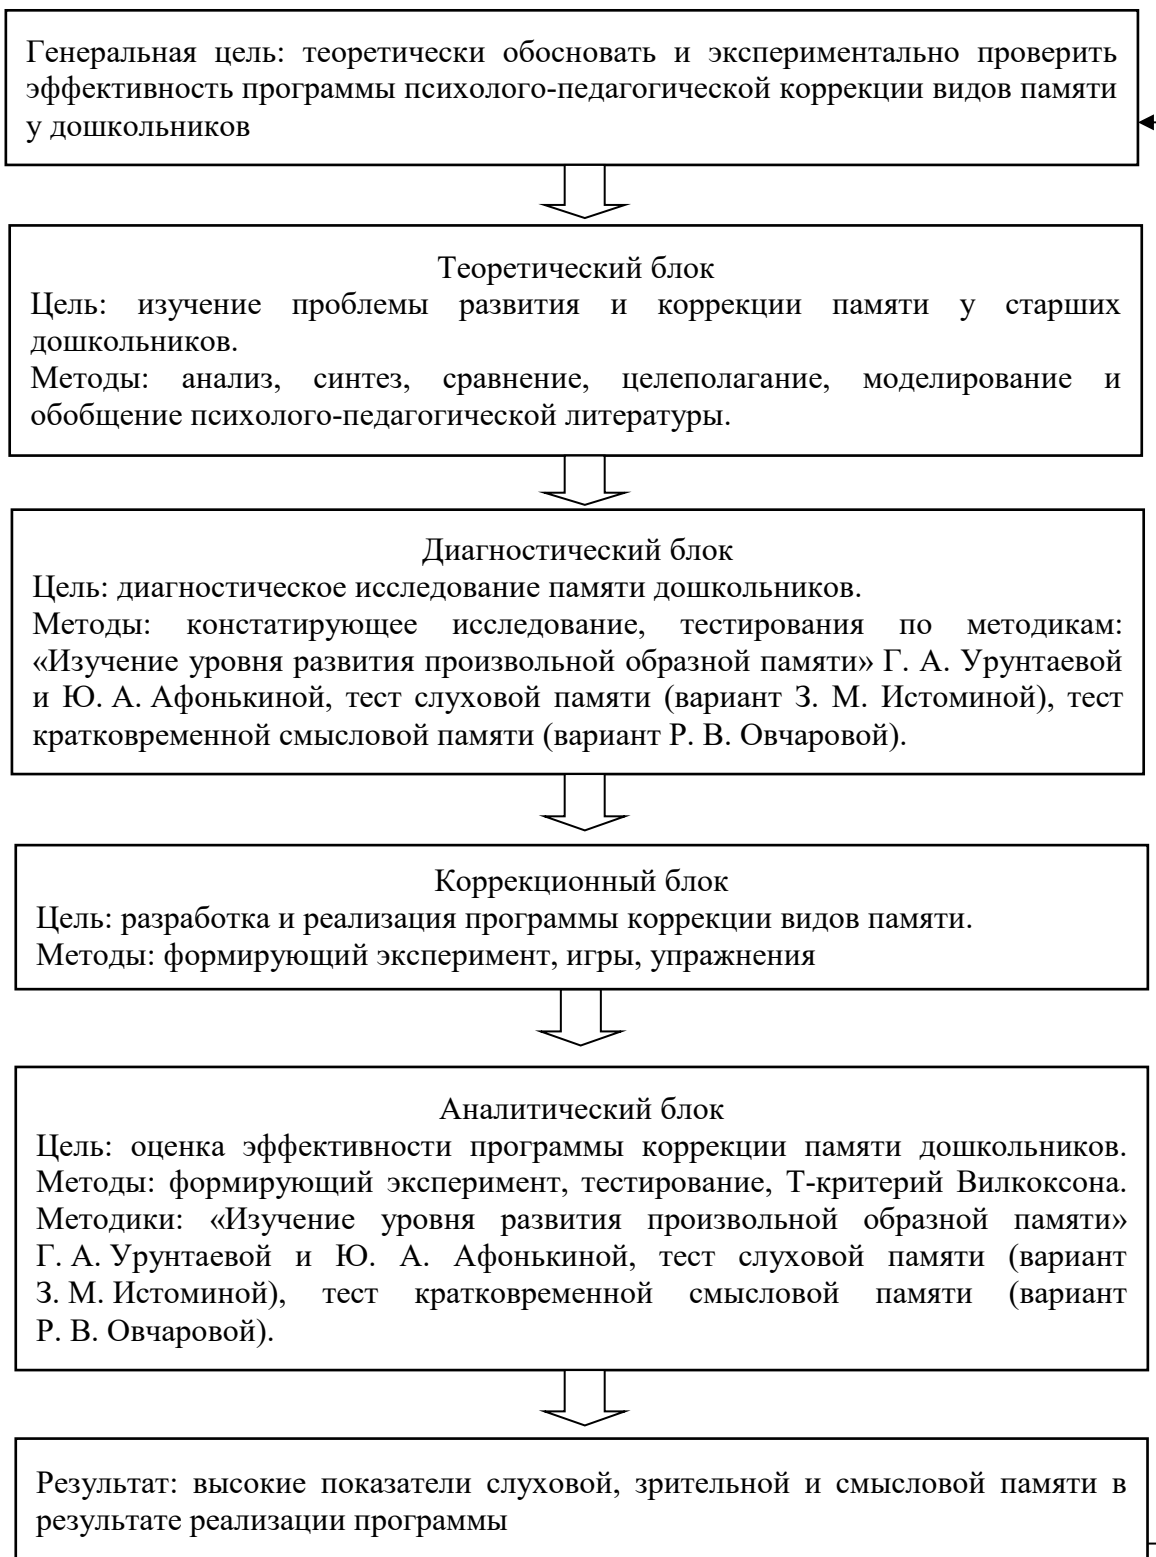 Генеральная цель: теоретически обосновать и экспериментально проверить
эффективность программы психолого-педагогической коррекции видов памяти
у дошкольников
Теоретический блок
Цель: изучение проблемы развития и коррекции памяти у старших
дошкольников.
Методы: анализ, синтез, сравнение, целеполагание, моделирование и
обобщение психолого-педагогической литературы.
Диагностический блок
Цель: диагностическое исследование памяти дошкольников.
Методы: констатирующее исследование, тестирования по методикам:
«Изучение уровня развития произвольной образной памяти» Г. А. Урунтаевой
и Ю. А. Афонькиной, тест слуховой памяти (вариант З. М. Истоминой), тест
кратковременной смысловой памяти (вариант Р. В. Овчаровой).
Коррекционный блок
Цель: разработка и реализация программы коррекции видов памяти.
Методы: формирующий эксперимент, игры, упражнения
Аналитический блок
Цель: оценка эффективности программы коррекции памяти дошкольников.
Методы: формирующий эксперимент, тестирование, Т-критерий Вилкоксона.
Методики: «Изучение уровня развития произвольной образной памяти»
Г. А. Урунтаевой и Ю. А. Афонькиной, тест слуховой памяти (вариант
З. М. Истоминой), тест кратковременной смысловой памяти (вариант
Р. В. Овчаровой).
Результат: высокие показатели слуховой, зрительной и смысловой памяти в
результате реализации программы